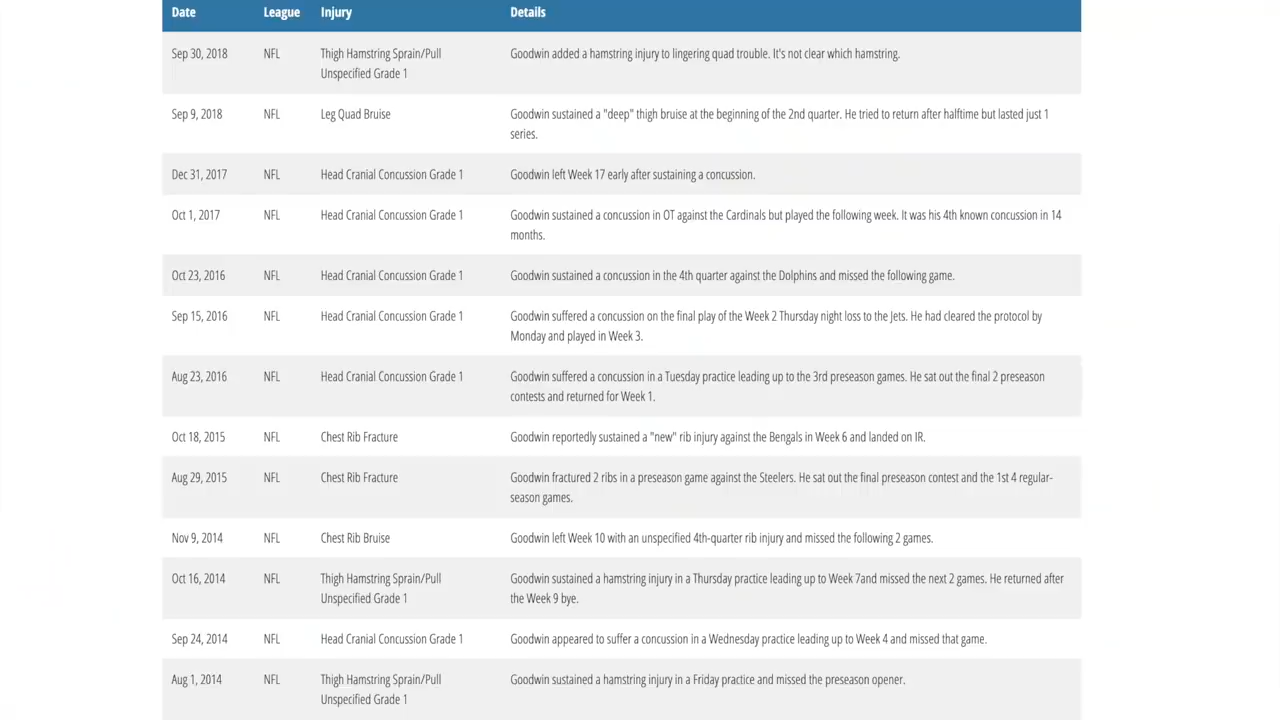 Date League Injury Details
Sep 30, 2018 NFL Thigh Hamstring Sprain/Pull Goodwin added a hamstring injury to lingering quad trouble. It's not clear which hamstring.
Unspecified Grade 1
Sep 9, 2018 NFL Leg Quad Bruise Goodwin sustained a "deep" thigh bruise at the beginning of the 2nd quarter. He tried to return after halftime but lasted just 1
series.
Dec 31, 2017 NFL Head Cranial Concussion Grade 1 Goodwin left Week 17 early after sustaining a concussion.
Oct 1, 2017 NFL Head Cranial Concussion Grade 1 Goodwin sustained a concussion in OT against the Cardinals but played the following week. It was his 4th known concussion in 14
months.
Oct 23, 2016 NFL Head Cranial Concussion Grade 1 Goodwin sustained a concussion in the 4th quarter against the Dolphins and missed the following game.
Sep 15, 2016 NFL Head Cranial Concussion Grade 1 Goodwin suffered a concussion on the final play of the Week 2 Thursday night loss to the Jets. He had cleared the protocol by
Monday and played in Week 3.
Aug 23, 2016 NFL Head Cranial Concussion Grade 1 Goodwin suffered a concussion in a Tuesday practice leading up to the 3rd preseason games. He sat out the final 2 preseason
contests and returned for Week 1.
Oct 18, 2015 NFL Chest Rib Fracture Goodwin reportedly sustained a "new" rib injury against the Bengals in Week 6 and landed on IR.
Aug 29, 2015 NFL Chest Rib Fracture Goodwin fractured 2 ribs in a preseason game against the Steelers. He sat out the final preseason contest and the 1st 4 regular-
season games.
Nov 9, 2014 NFL Chest Rib Bruise Goodwin left Week 10 with an unspecified 4th-quarter rib injury and missed the following 2 games.
Oct 16, 2014 NFL Thigh Hamstring Sprain/Pull Goodwin sustained a hamstring injury in a Thursday practice leading up to Week 7and missed the next 2 games. He returned after
Unspecified Grade 1 the Week 9 bye.
Sep 24, 2014 NFL Head Cranial Concussion Grade 1 Goodwin appeared to suffer a concussion in a Wednesday practice leading up to Week 4 and missed that game.
Aug 1, 2014 NFL Thigh Hamstring Sprain/Pull Goodwin sustained a hamstring injury in a Friday practice and missed the preseason opener.
Unspecified Grade 1